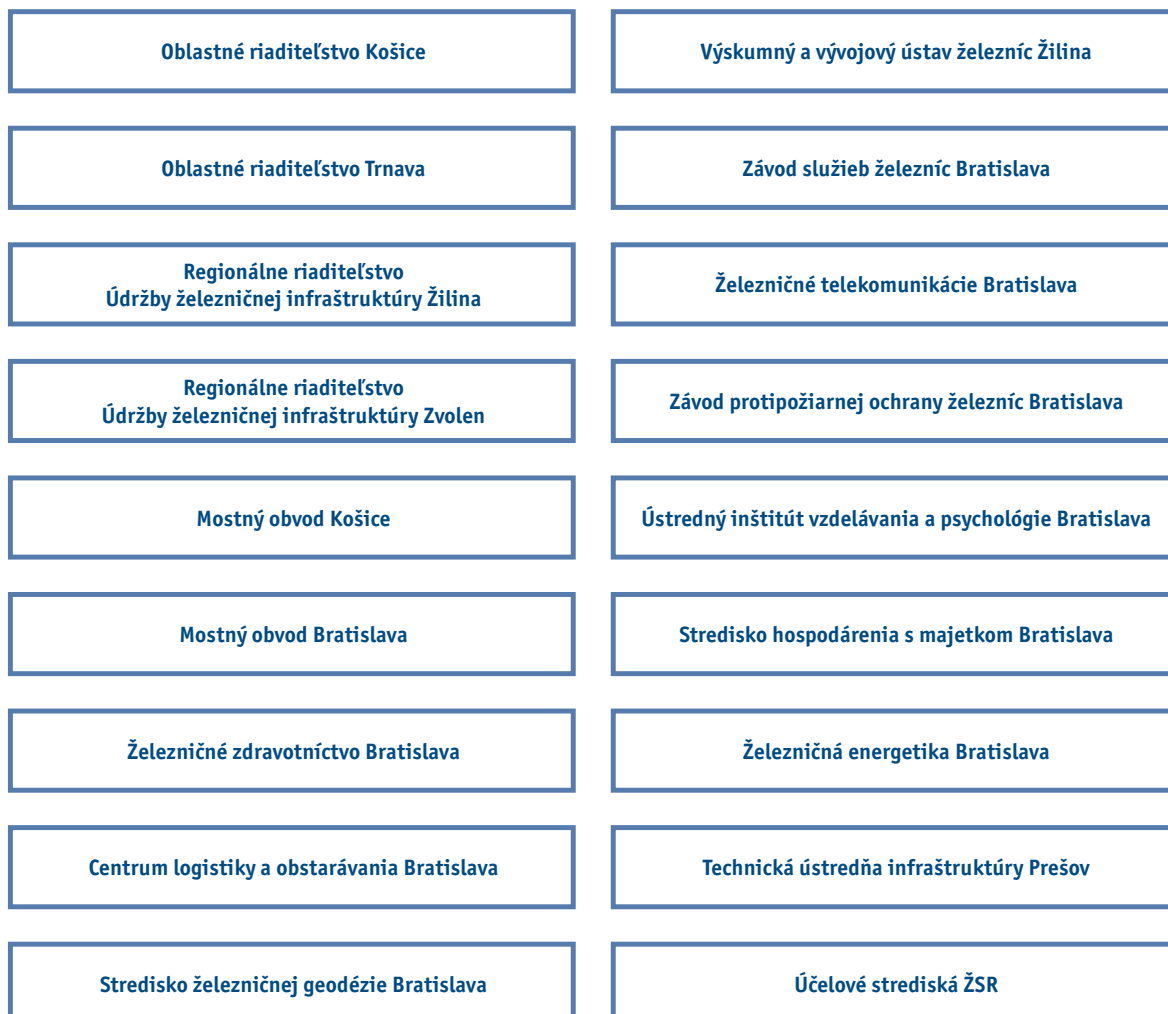 Oblastné riaditeľstvo Košice
Oblastné riaditeľstvo Trnava
Regionálne riaditeľstvo
Údržby železničnej infraštruktúry Žilina
Regionálne riaditeľstvo
Údržby železničnej infraštruktúry Zvolen
Mostný obvod Košice
Mostný obvod Bratislava
Železničné zdravotníctvo Bratislava
Centrum logistiky a obstarávania Bratislava
Stredisko železničnej geodézie Bratislava
Výskumný a vývojový ústav železníc Žilina
Závod služieb železníc Bratislava
Železničné telekomunikácie Bratislava
Závod protipožiarnej ochrany železníc Bratislava
Ústredný inštitút vzdelávania a psychológie Bratislava
Stredisko hospodárenia s majetkom Bratislava
Železničná energetika Bratislava
Technická ústredňa infraštruktúry Prešov
Účelové strediská ŽSR